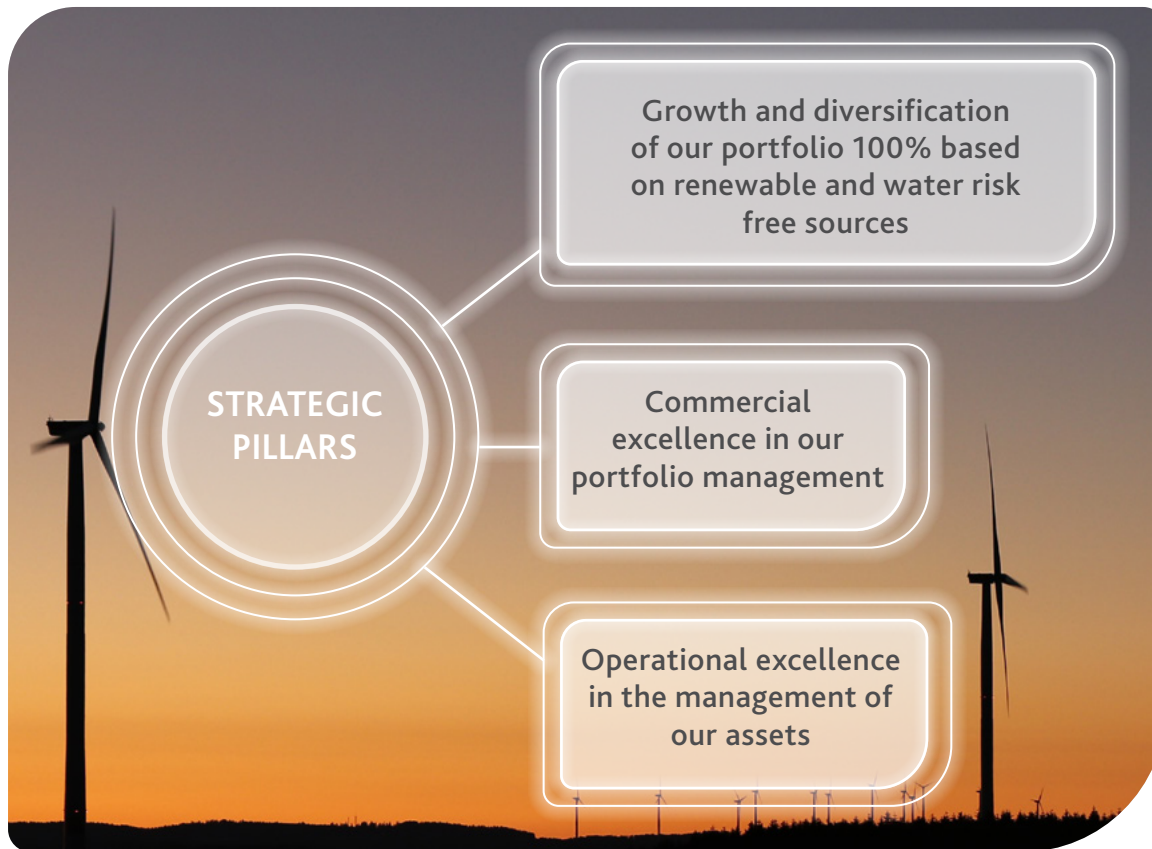 STRATEGIC
PILLARS
Growth and diversification
of our portfolio 100% based
on renewable and water risk
free sources
Commercial
excellence in our
portfolio management
Operational excellence
in the management of
our assets